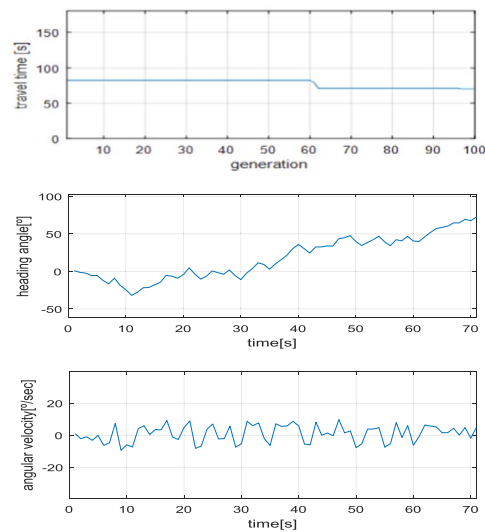 150
100
50
0
travel time [s]
10 20 30 40 50 60 70 80 90 100
generation
100
50
0
-50
heading angle[º]
0 10 20 30 40 50 60 70
time[s]
20
0
-20
angular velocity[º/sec]
0 10 20 30 40 50 60 70
time[s]